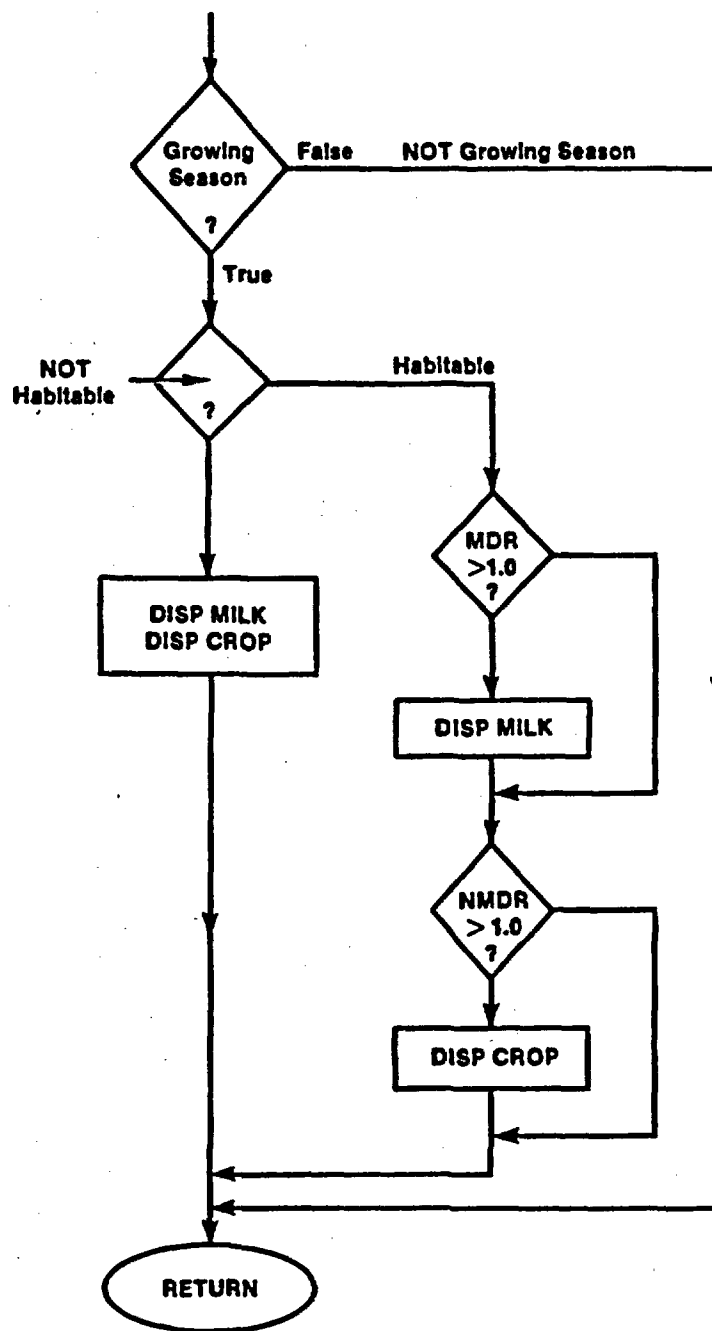 Growing
Season
?
False
NOT Growing Season
True
NOT
Habitable
?
Habitable
MDR
>1.0
?
DISP MILK
DISP CROP
DISP MILK
NMDR
> 1.0
?
DISP CROP
RETURN